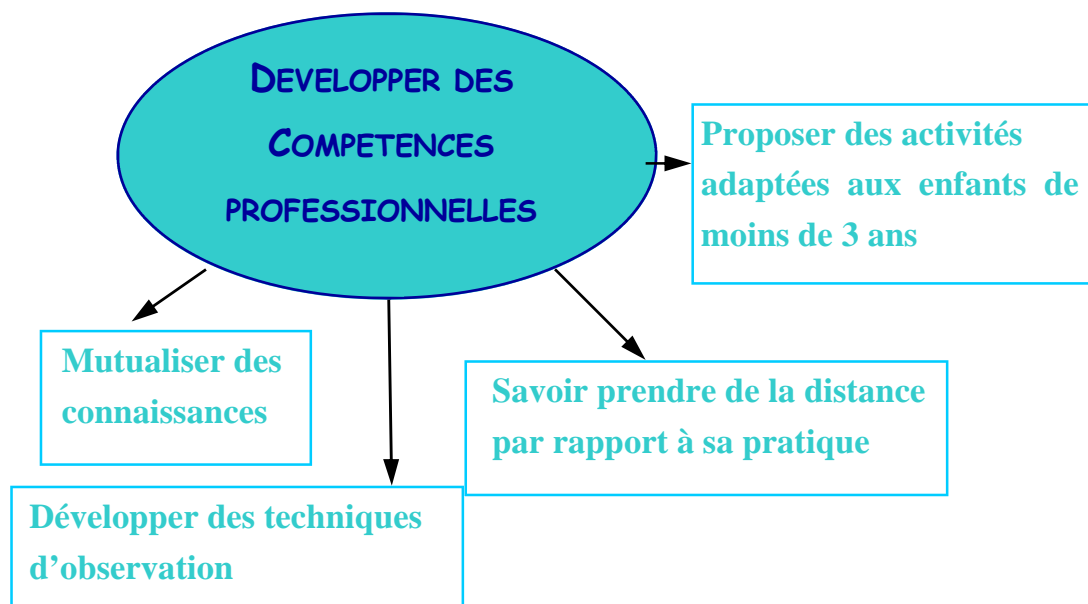 DEVELOPPER DES
COMPETENCES
PROFESSIONNELLES
Proposer des activités
adaptées aux enfants de
moins de 3 ans
Mutualiser des
connaissances
Savoir prendre de la distance
par rapport à sa pratique
Développer des techniques
d’observation